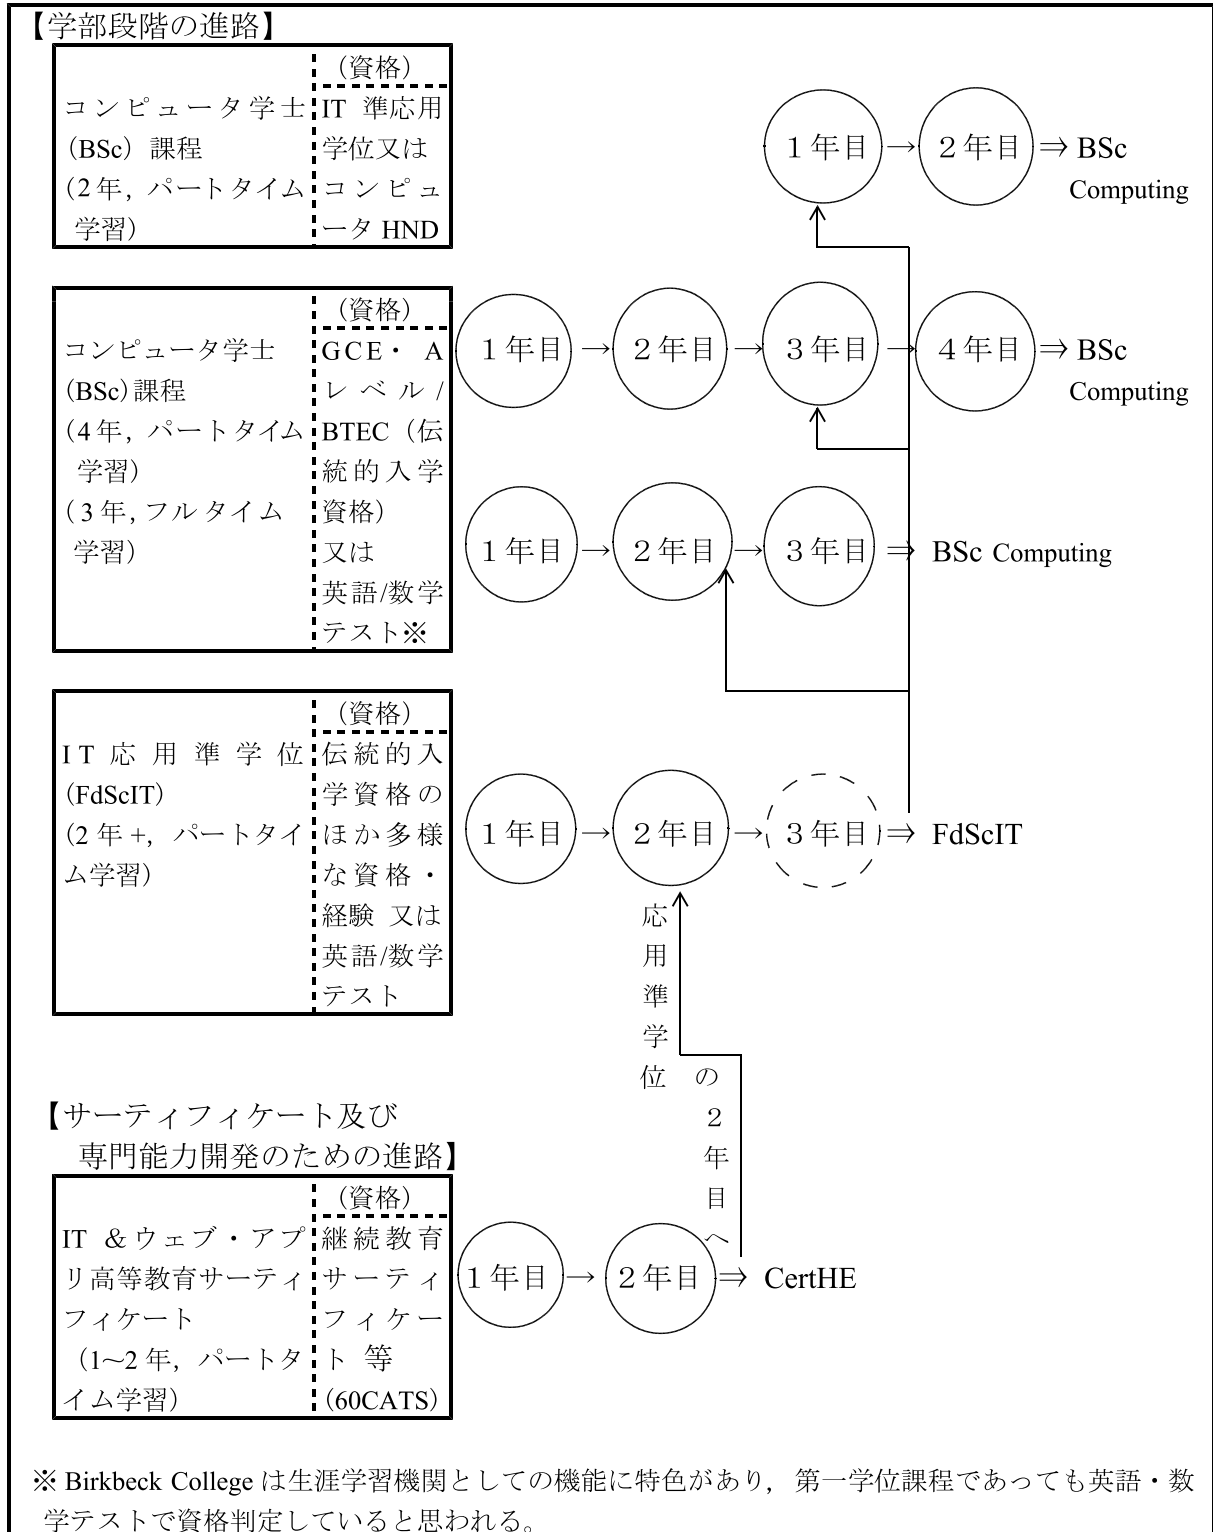 【学部段階の進路】
コンピュータ学士
（BSc）課程
（2年，パートタイム
学習）
（資格）
IT 準応用
学位又は
コンピュ
ータ HND
１年目→２年目⇒BSc
Computing
コンピュータ学士
(BSc)課程
（4年，パートタイム
学習）
（３年,フルタイム
学習）
（資格）
GCE・ A
レベル/
BTEC（伝
統的入学
資格）
又は
英語/数学
テスト※
１年目→２年目→３年目→４年目⇒BSc
Computing
１年目→２年目→３年目⇒ BSc Computing
IT 応用準学位
(FdScIT)
(2 年+，パートタイ
ム学習）
（資格）
伝統的入
学資格の
ほか多様
な資格・
経験 又は
英語/数学
テスト
１年目→２年目→３年目⇒ FdScIT
応用準学位
の２年目へ
【サーティフィケート及び
専門能力開発のための進路】
IT ＆ウェブ・アプ
リ高等教育サーティ
フィケート
（1~2 年，パートタ
イム学習）
（資格）
継続教育
サーティ
フィケー
ト 等
(60CATS)
１年目→２年目⇒ CertHE
※ Birkbeck College は生涯学習機関としての機能に特色があり，第一学位課程であっても英語・数
学テストで資格判定していると思われる。